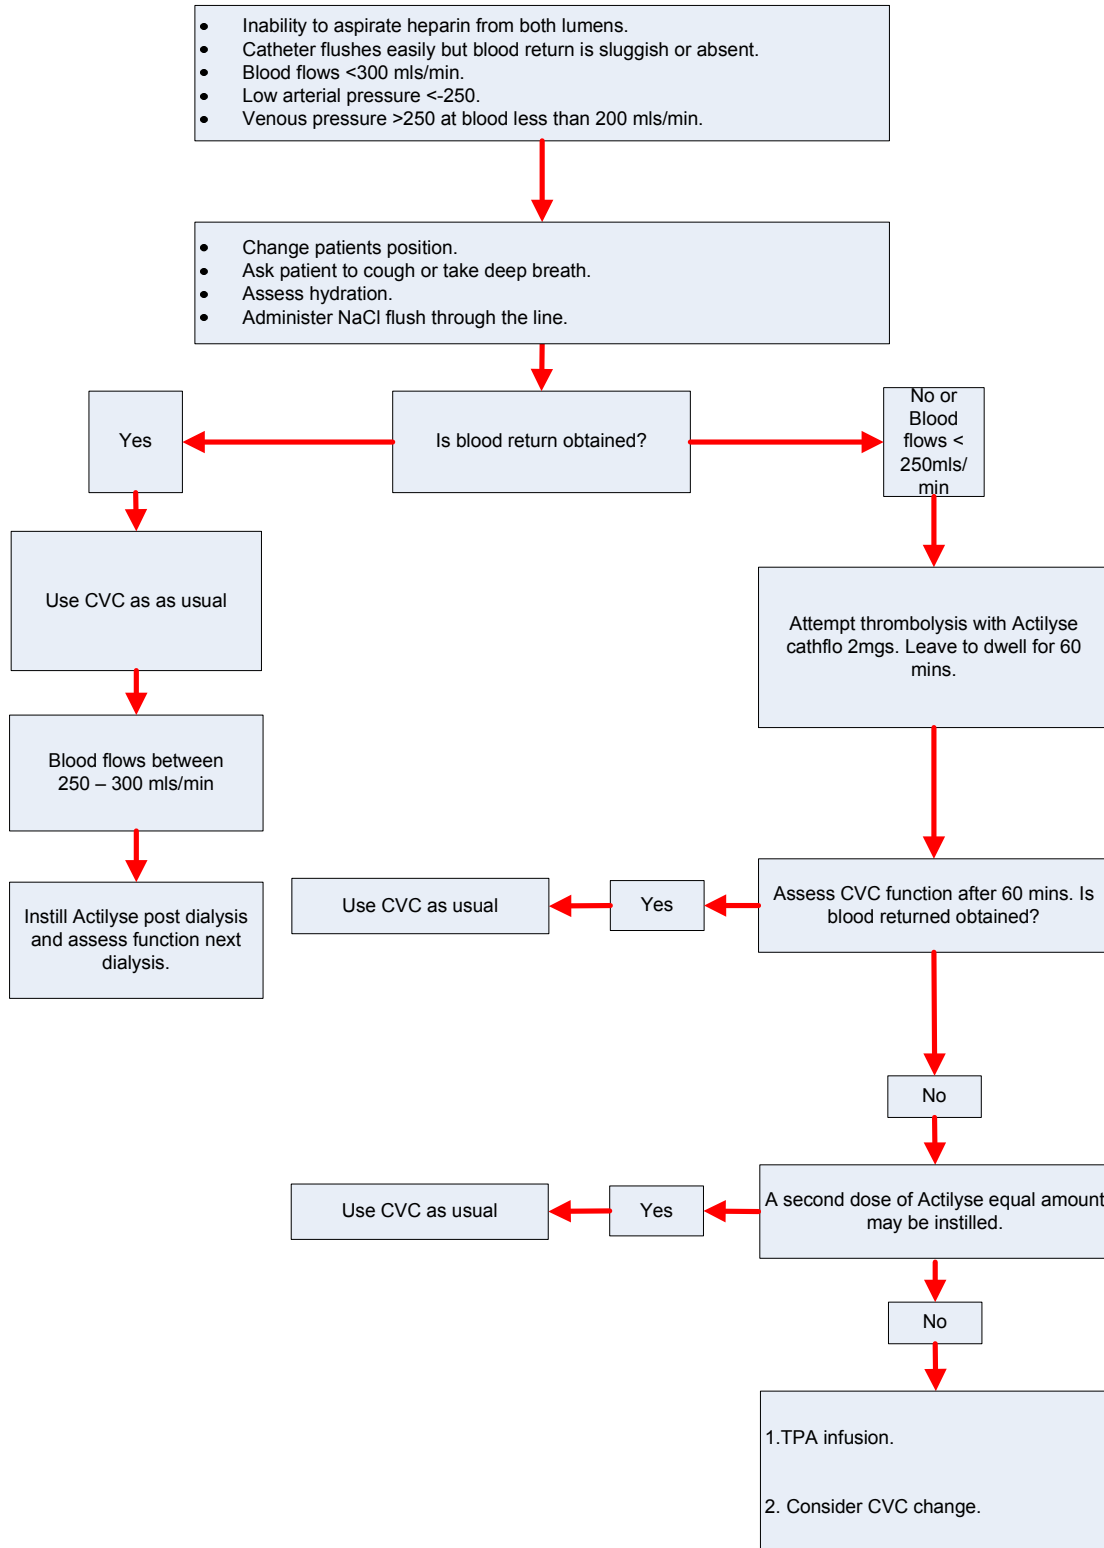 • Inability to aspirate heparin from both lumens.
• Catheter flushes easily but blood return is sluggish or absent.
• Blood flows <300 mls/min.
• Low arterial pressure <-250.
• Venous pressure >250 at blood less than 200 mls/min.
• Change patients position.
• Ask patient to cough or take deep breath.
• Assess hydration.
• Administer NaCl flush through the line.
Yes
Is blood return obtained?
No or
Blood
flows <
250mls/
min
Use CVC as as usual
Attempt thrombolysis with Actilyse
cathflo 2mgs. Leave to dwell for 60
mins.
Blood flows between
250 – 300 mls/min
Instill Actilyse post dialysis
and assess function next
dialysis.
Use CVC as usual
Yes
Assess CVC function after 60 mins. Is
blood returned obtained?
No
Use CVC as usual
Yes
A second dose of Actilyse equal amount
may be instilled.
No
1.TPA infusion.
2. Consider CVC change.